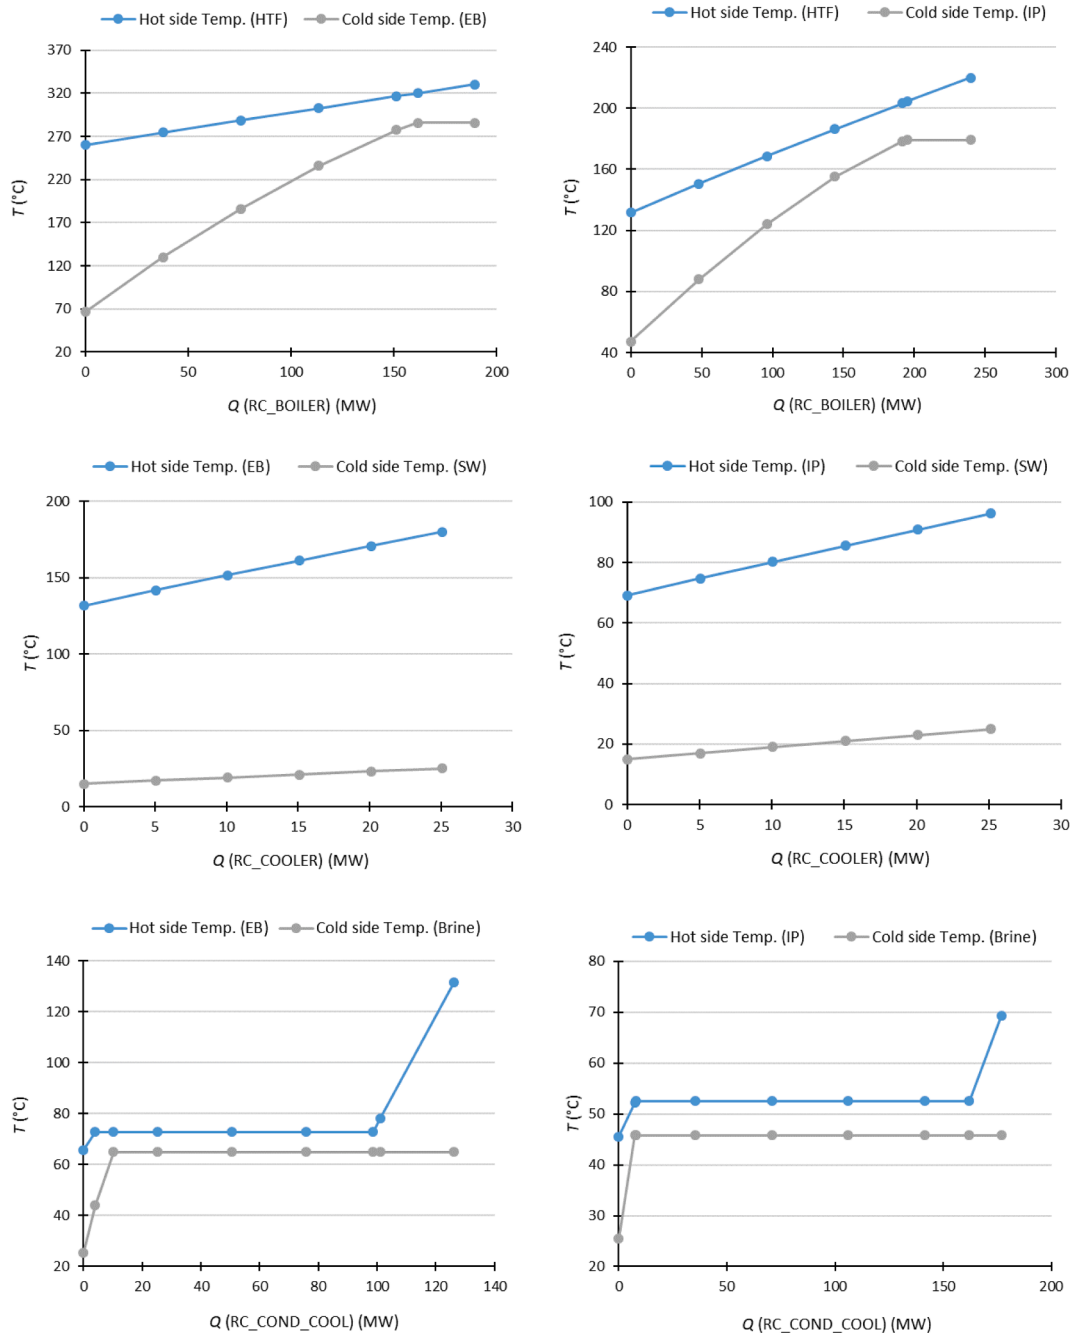 Hot side Temp. (HTF) Cold side Temp. (EB)
370
320
270
220
170
120
70
20
T (°C)
0 50 100 150 200
Q (RC_BOILER) (MW)
Hot side Temp. (HTF) Cold side Temp. (IP)
240
200
160
120
80
40
T (°C)
0 50 100 150 200 250 300
Q (RC_BOILER) (MW)
Hot side Temp. (EB) Cold side Temp. (SW)
200
150
100
50
0
T (°C)
0 5 10 15 20 25 30
Q (RC_COOLER) (MW)
Hot side Temp. (IP) Cold side Temp. (SW)
100
80
60
40
20
0
T (°C)
0 5 10 15 20 25 30
Q (RC_COOLER) (MW)
Hot side Temp. (EB) Cold side Temp. (Brine)
140
120
100
80
60
40
20
T (°C)
0 20 40 60 80 100 120 140
Q (RC_COND_COOL) (MW)
Hot side Temp. (IP) Cold side Temp. (Brine)
80
70
60
50
40
30
20
T (°C)
0 50 100 150 200
Q (RC_COND_COOL) (MW)